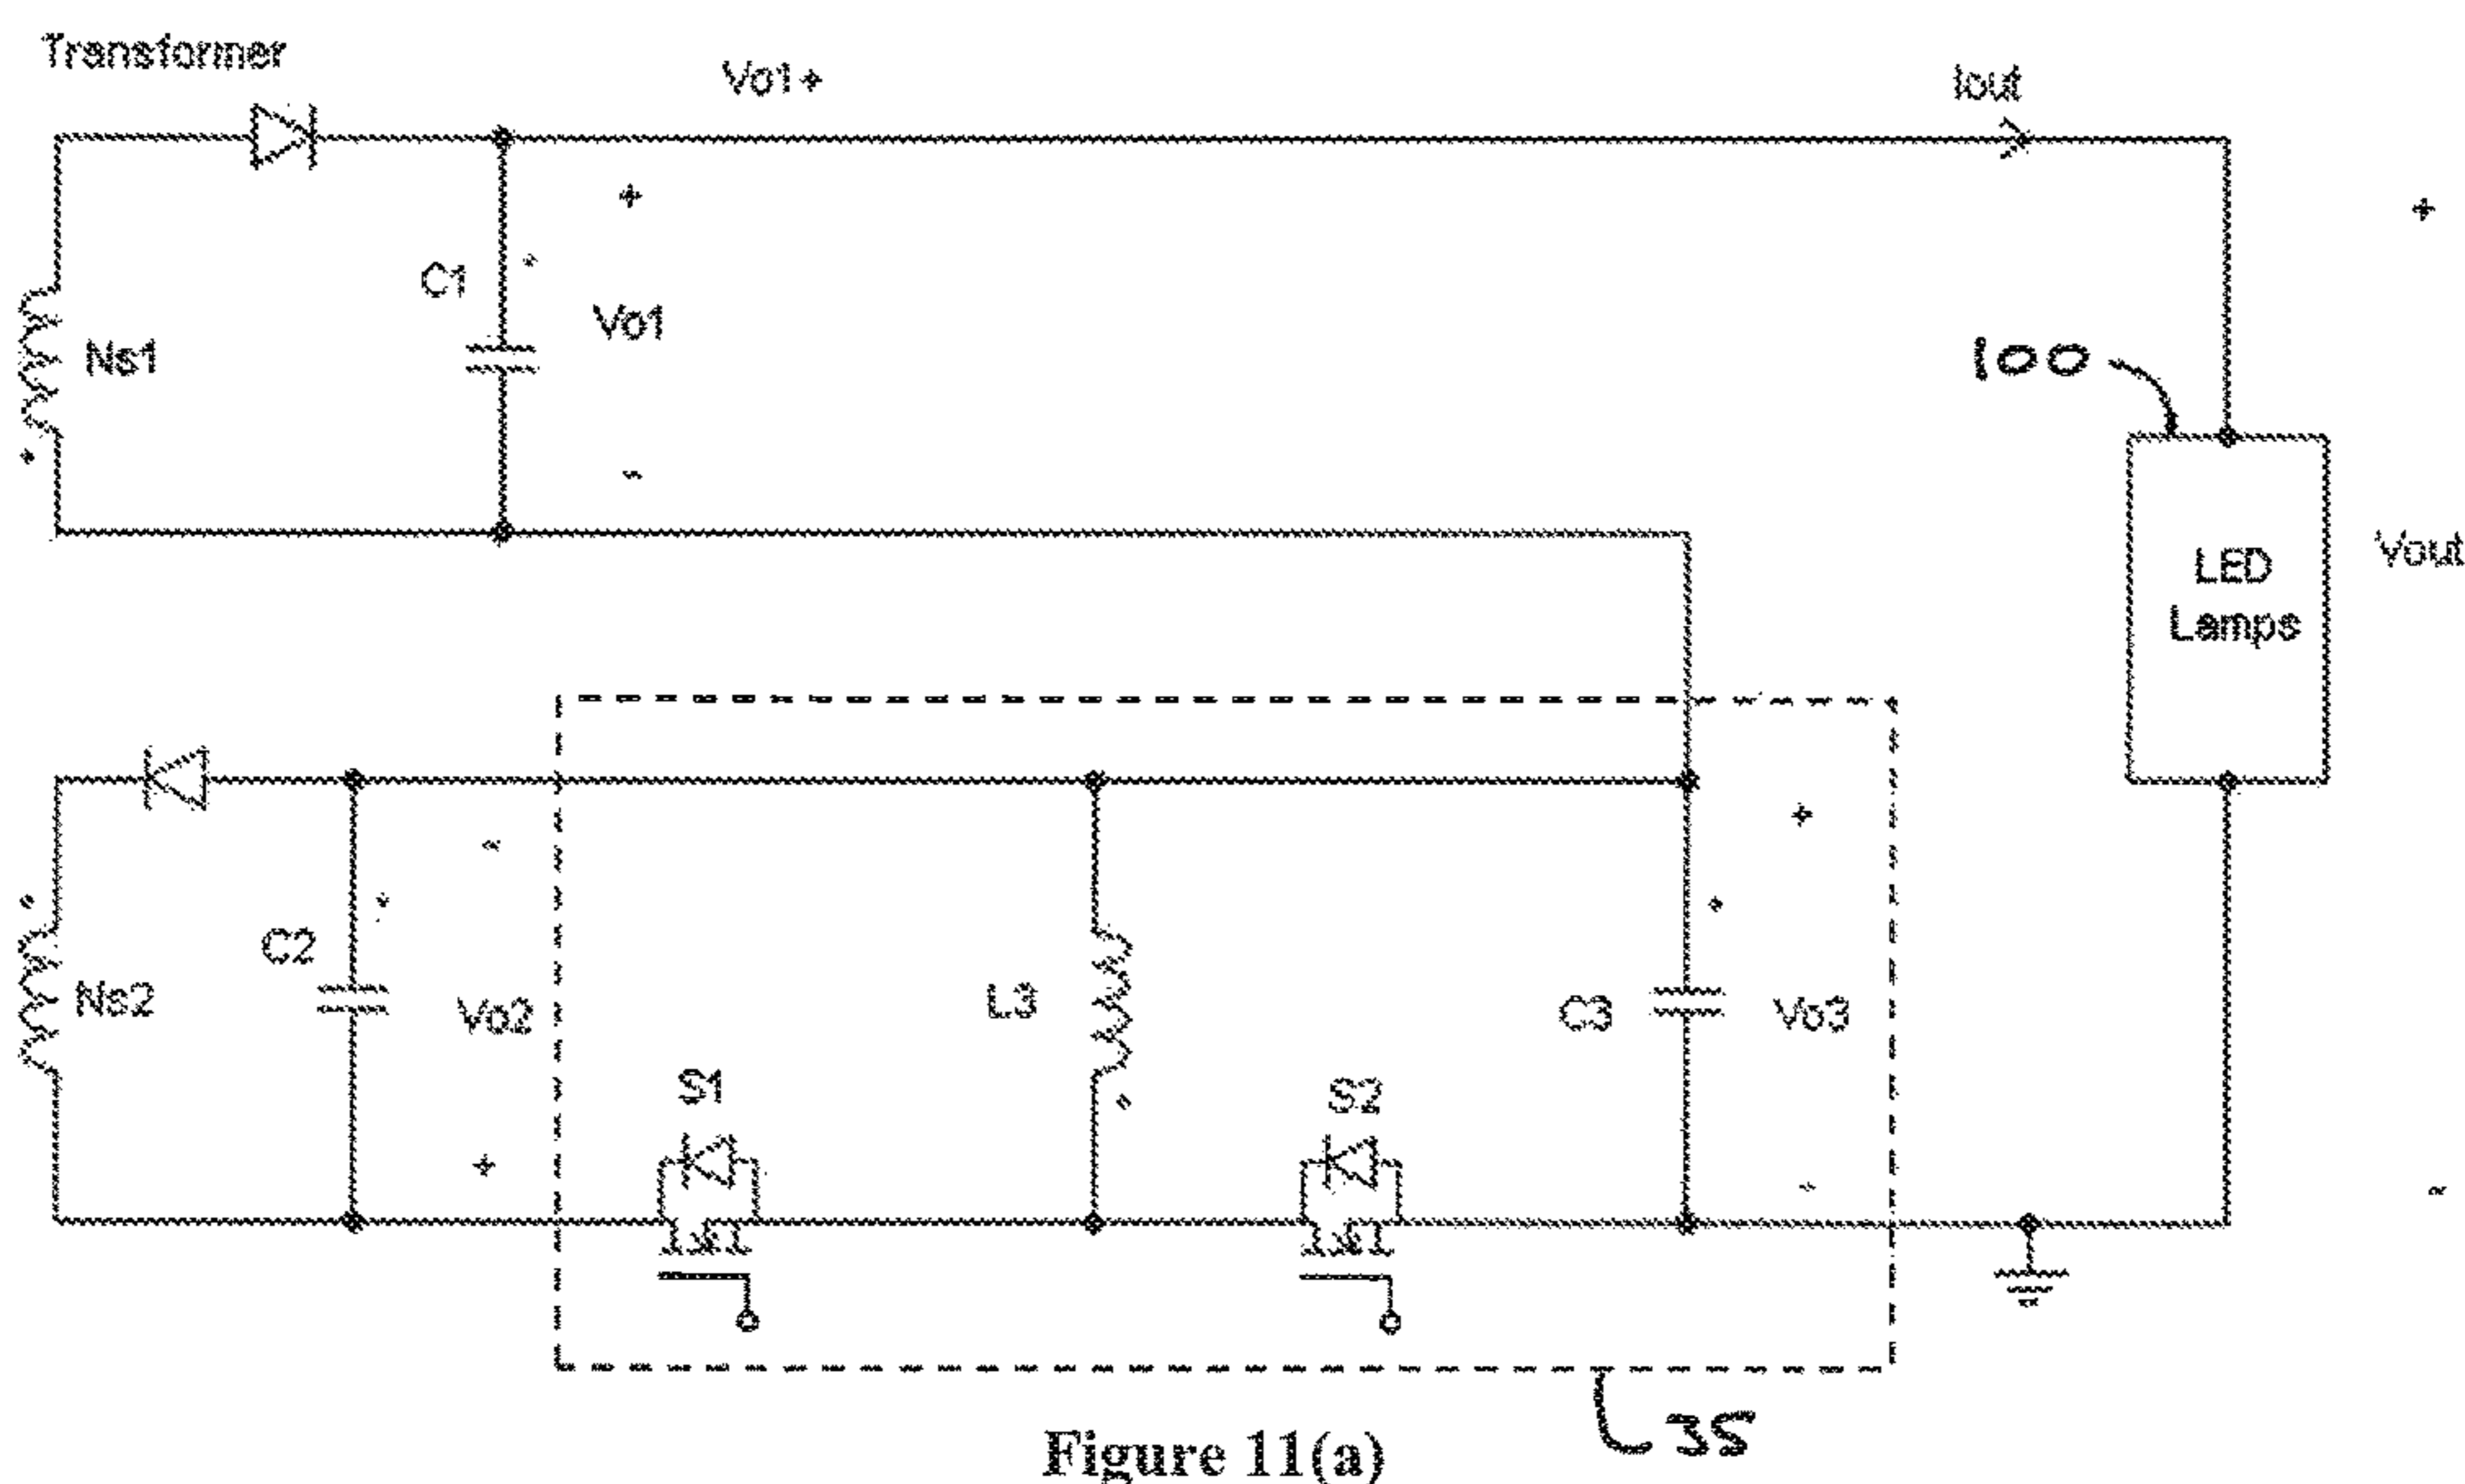 Transformer
Vo1+
Iout
+
+
C1
Vo1
Ns1
100
-
LED
Lamps
Vout
+
-
C2
Ns2
Vo2
L3
C3
Vo3
S1
S2
+
-
-
35
Figure 11(a)